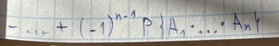 - ... + (-1)^{n-1} P{A_1 ... A_n}